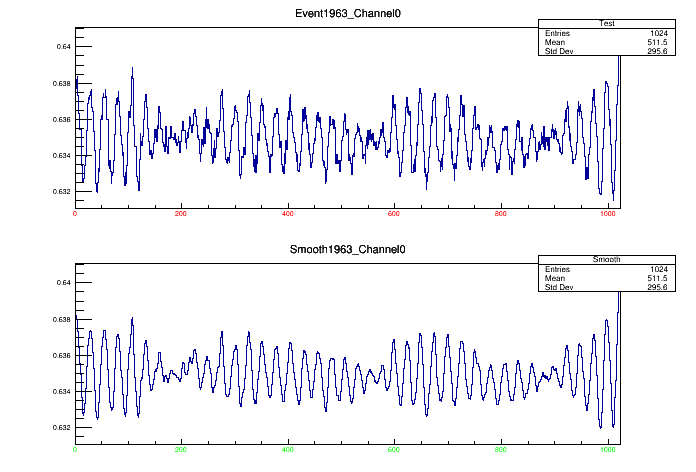 Event1963_Channel0
Test
Entries 1024
Mean 511.5
Std Dev 295.6
0.64
0.638
0.636
0.634
0.632
0 200 400 600 800 1000
Smooth1963_Channel0
Smooth
Entries 1024
Mean 511.5
Std Dev 295.6
0.64
0.638
0.636
0.634
0.632
0 200 400 600 800 1000